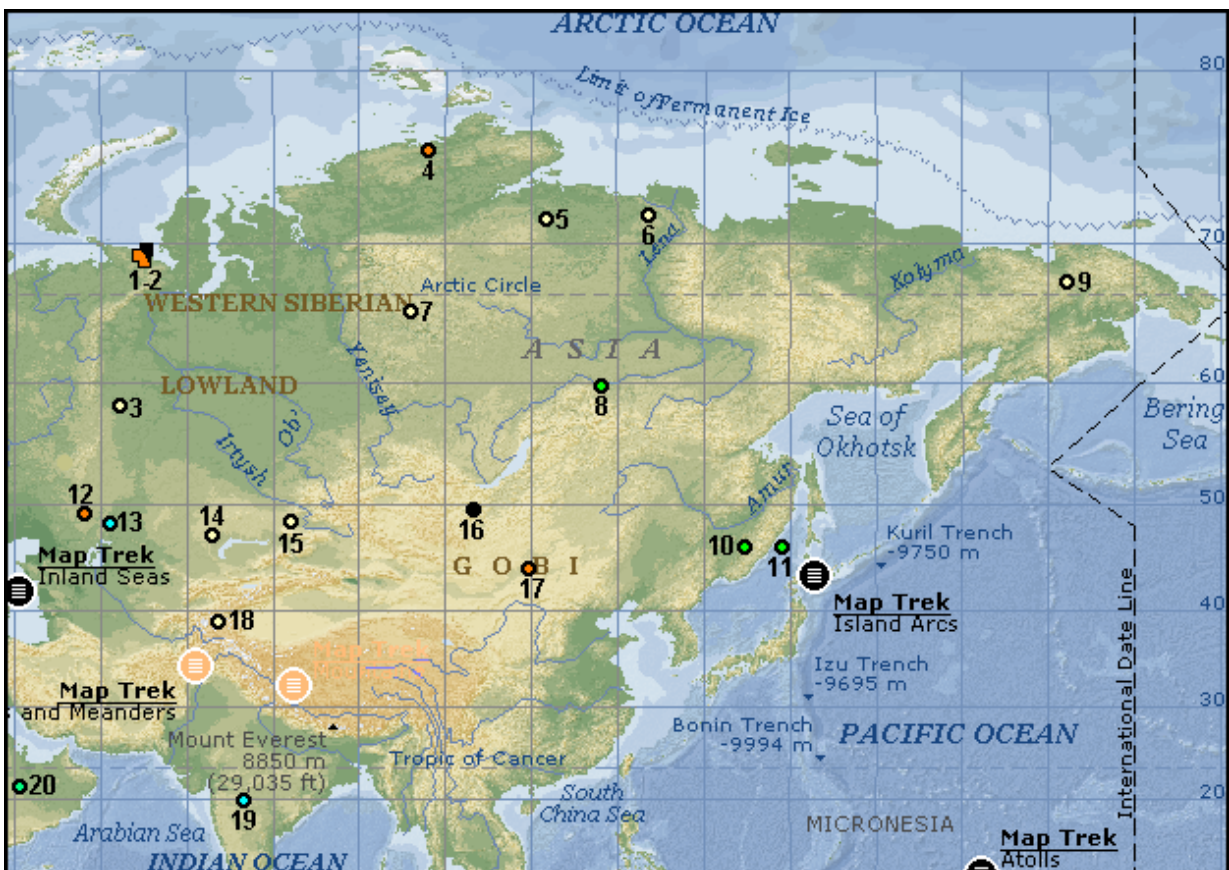 ARCTIC OCEAN
Limit of Permanent Ice
80
4
5
6
Lena
70
1-2
Kolyma
9
Arctic Circle
WESTERN SIBERIAN
7
A S I A
Yenisey
60
LOWLAND
8
3
Ob'
Irtysh
Sea of
Okhotsk
Bering
Sea
Amur
50
12
13
14
15
16
Kuril Trench
-9750 m
10
11
Map Trek
Inland Seas
G O B I
17
Map Trek
Island Arcs
40
18
International Date Line
Map Trek
Izu Trench
-9695 m
Map Trek
and Meanders
30
Mount Everest
8850 m
(29,035 ft)
Bonin Trench
-9994 m
PACIFIC OCEAN
Tropic of Cancer
20
19
South
China Sea
20
Arabian Sea
MICRONESIA
Map Trek
Atolls
INDIAN OCEAN